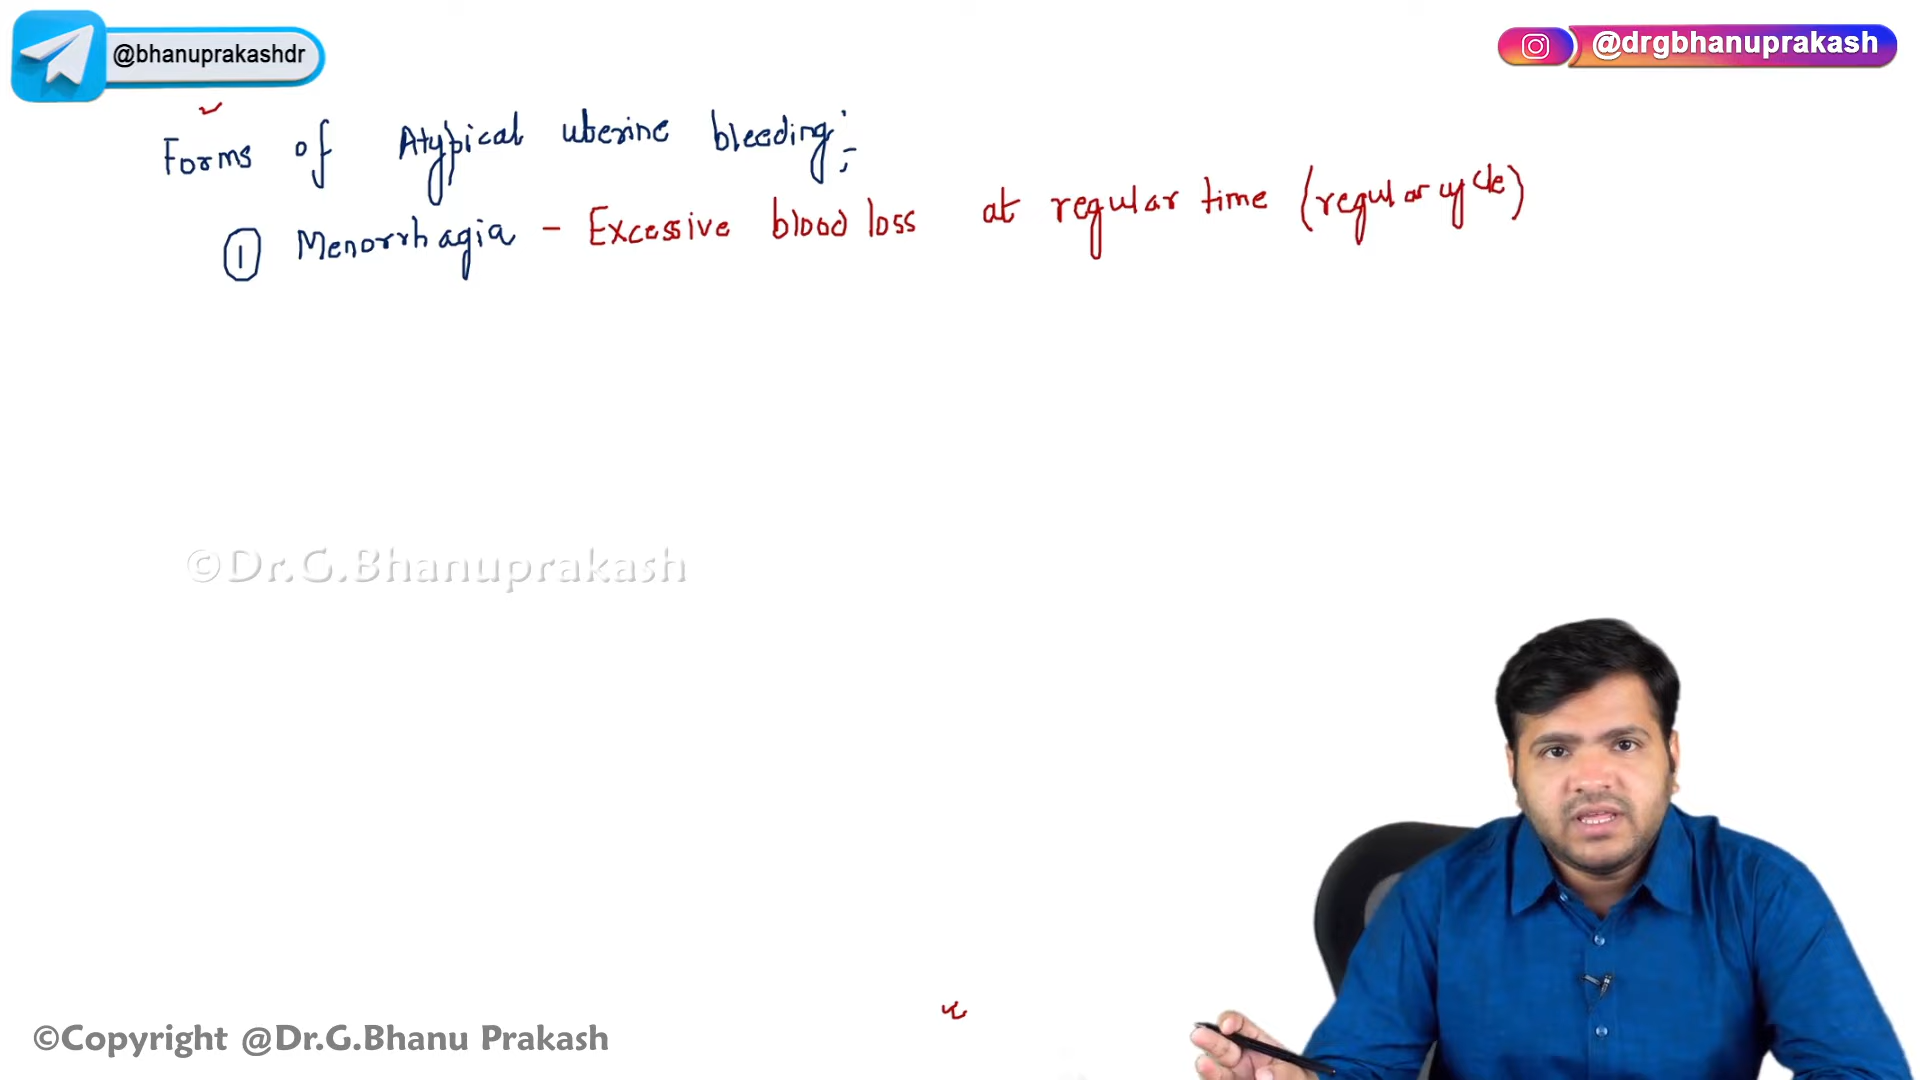 @bhanuprakashdr
@drgbhanuprakash
Forms of Atypical uterine bleeding:-
① Menorrhagia - Excessive blood loss at regular time (regular cycle)
©Dr.G.Bhanuprakash
©Copyright @Dr.G.Bhanu Prakash